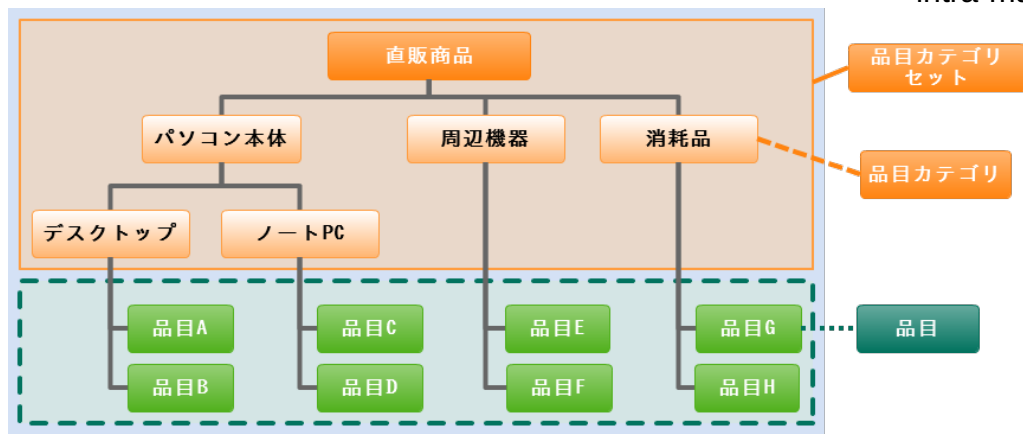 直販商品
品目カテゴリ
セット
パソコン本体
周辺機器
消耗品
品目カテゴリ
デスクトップ
ノートPC
品目A
品目C
品目E
品目G
品目
品目B
品目D
品目F
品目H